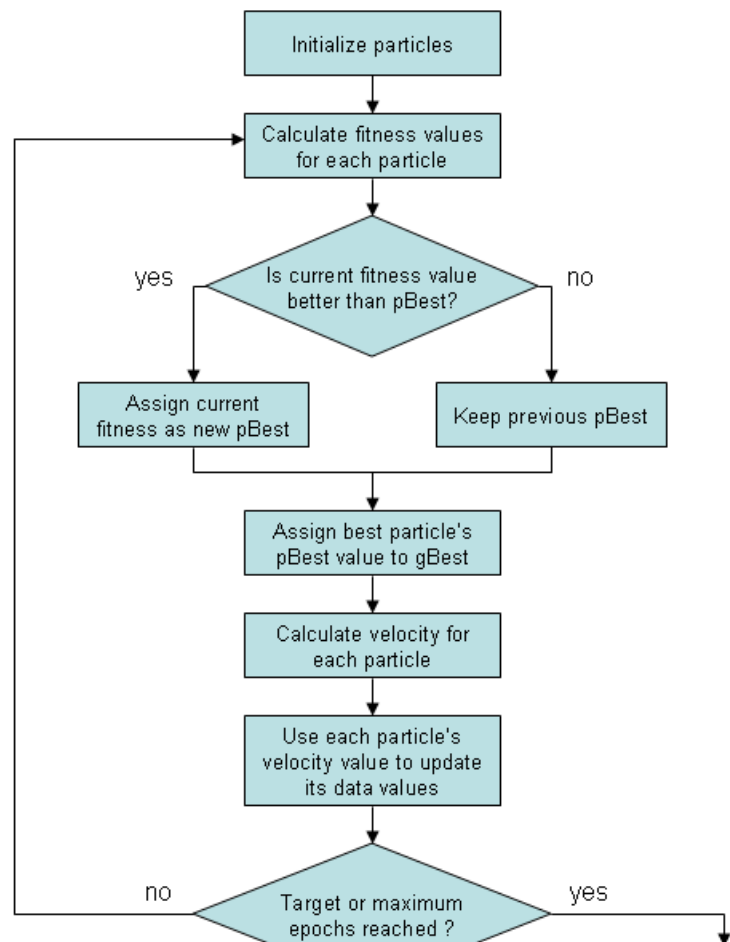 Initialize particles
Calculate fitness values
for each particle
Is current fitness value
better than pBest?
yes
no
Assign current
fitness as new pBest
Keep previous pBest
Assign best particle's
pBest value to gBest
Calculate velocity for
each particle
Use each particle's
velocity value to update
its data values
no
Target or maximum
epochs reached ?
yes